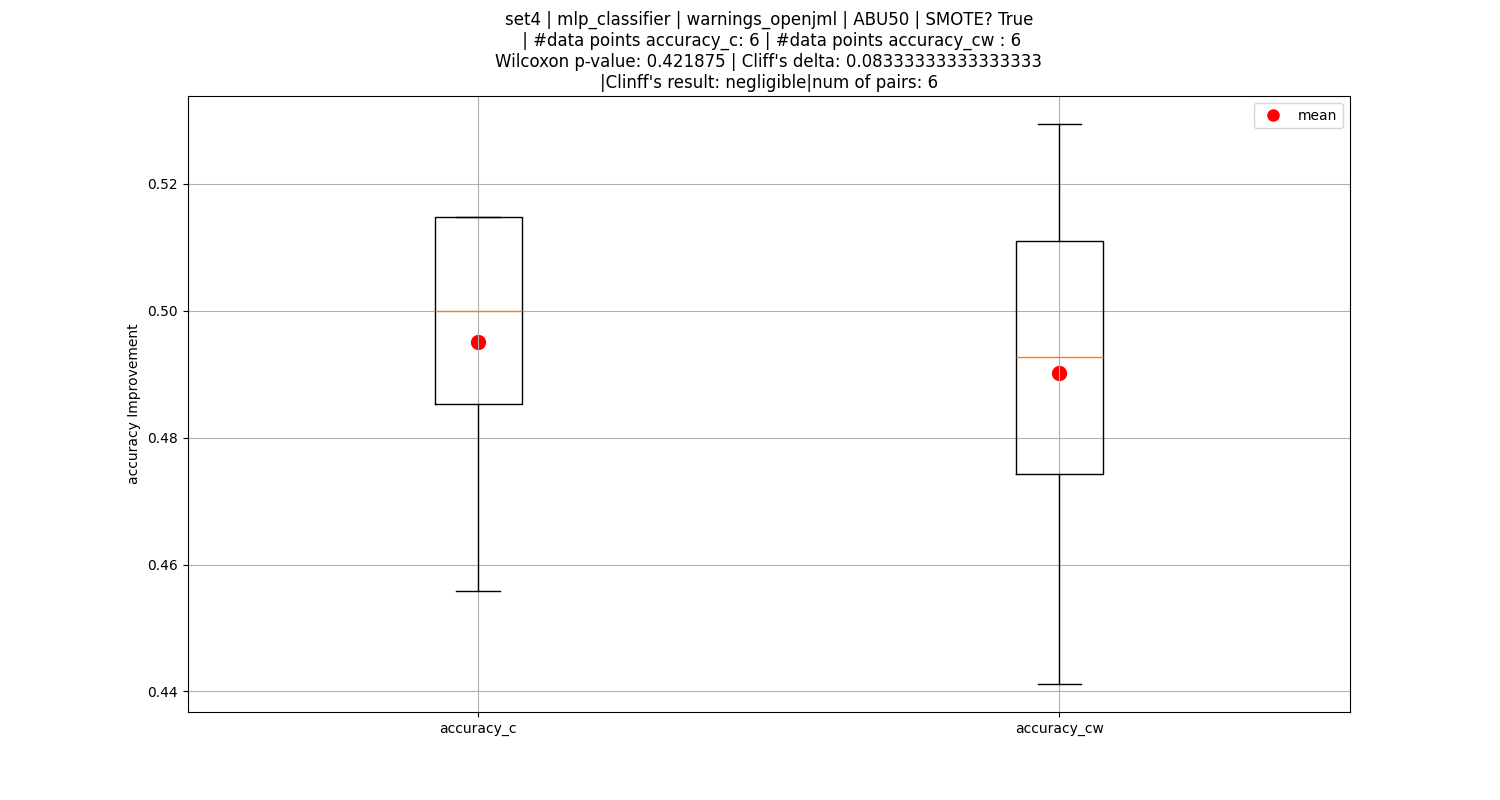 set4 | mlp_classifier | warnings_openjml | ABU50 | SMOTE? True
| #data points accuracy_c: 6 | #data points accuracy_cw : 6
Wilcoxon p-value: 0.421875 | Cliff's delta: 0.08333333333333333
|Clinff's result: negligible|num of pairs: 6
mean
0.52
0.50
0.48
0.46
0.44
accuracy Improvement
accuracy_c
accuracy_cw